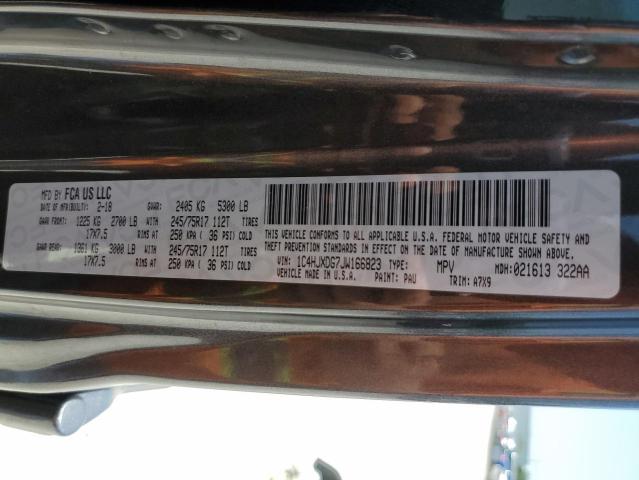 MFD BY FCA US LLC
DATE OF MFR(BUILT): 2-18 GVWR: 2405 KG 5300 LB
GAWR FRONT: 1225 KG 2700 LB WITH 245/75R17 112T TIRES
17X7.5 RIMS AT 250 KPA ( 36 PSI) COLD
GAWR REAR: 1361 KG 3000 LB WITH 245/75R17 112T TIRES
17X7.5 RIMS AT 250 KPA ( 36 PSI) COLD
THIS VEHICLE CONFORMS TO ALL APPLICABLE U.S.A. FEDERAL MOTOR VEHICLE SAFETY AND
THEFT PREVENTION STANDARDS IN EFFECT ON THE DATE OF MANUFACTURE SHOWN ABOVE.
VIN: 1C4HJXDG7JW166823 TYPE: MPV MDH: 021613 322AA
VEHICLE MADE IN U.S.A. PAINT: PAU TRIM: A7X9